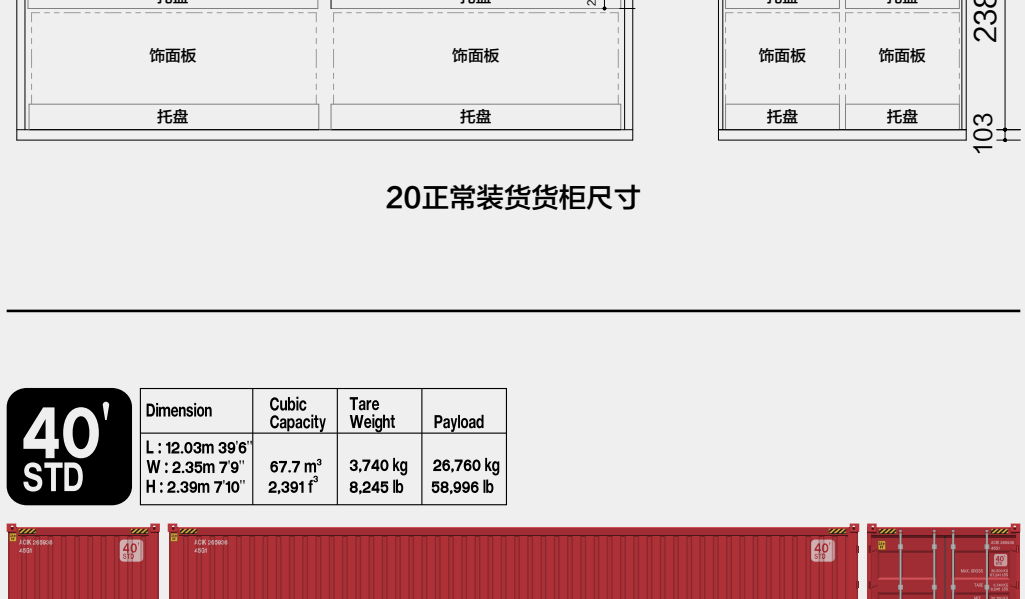 饰面板
饰面板
饰面板
饰面板
托盘
托盘
托盘
托盘
103
20正常装货货柜尺寸
40'
STD
Dimension
Cubic Capacity
Tare Weight
Payload
L : 12.03m 39'6"
W : 2.35m 7'9"
H : 2.39m 7'10"
67.7 m³
2,391 f³
3,740 kg
8,245 lb
26,760 kg
58,996 lb
40'
STD
40'
STD